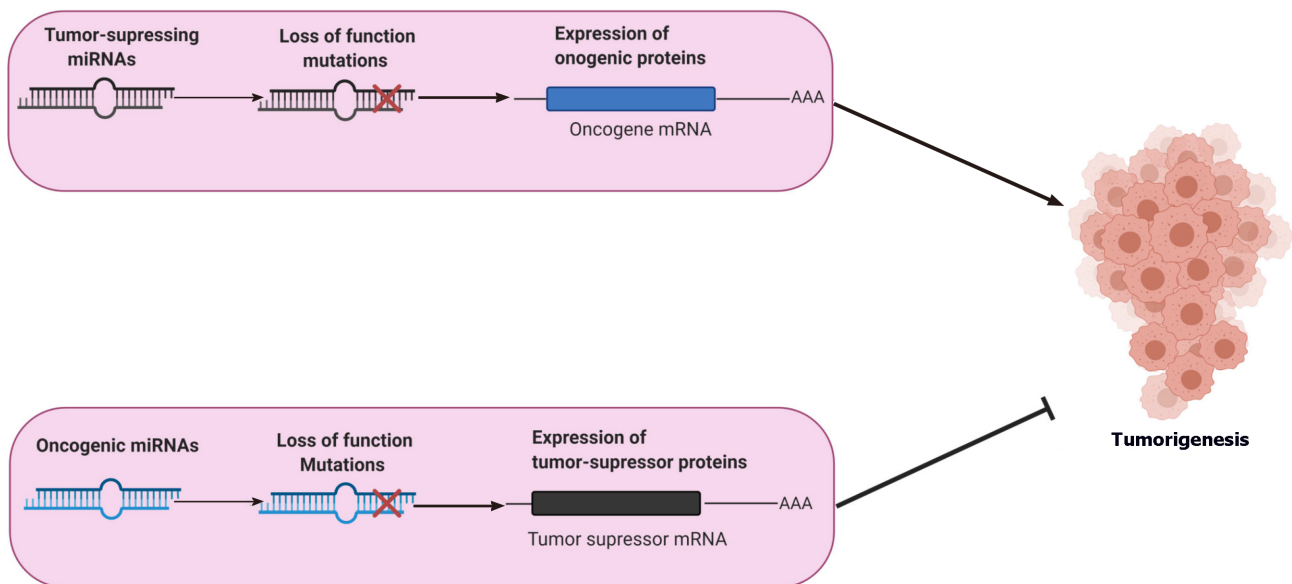 Tumor-supressing
miRNAs
Loss of function
mutations
Expression of
onogenic proteins
AAA
Oncogene mRNA
Oncogenic miRNAs
Loss of function
Mutations
Expression of
tumor-supressor proteins
AAA
Tumor supressor mRNA
Tumorigenesis